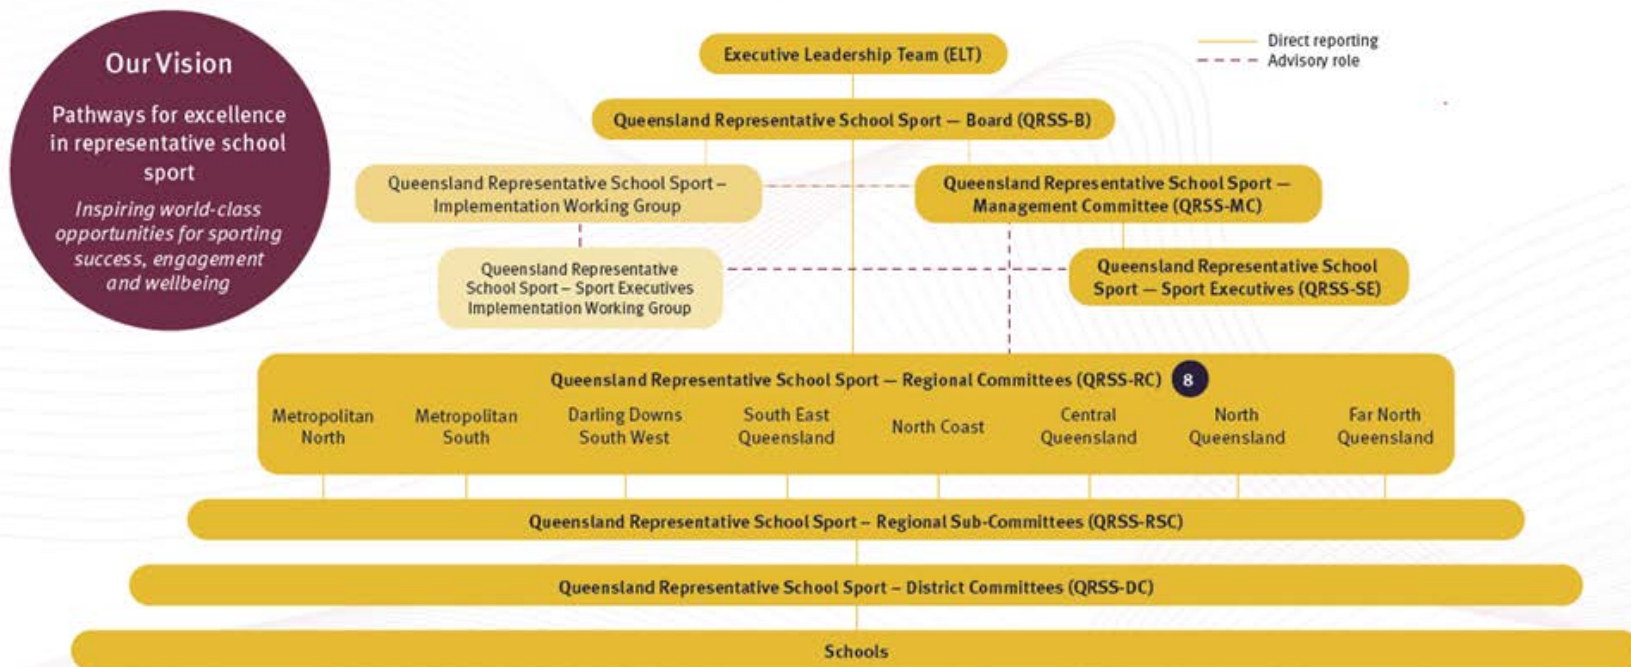 Our Vision
Pathways for excellence
in representative school
sport
Inspiring world-class
opportunities for sporting
success, engagement
and wellbeing
Direct reporting
Advisory role
Executive Leadership Team (ELT)
Queensland Representative School Sport — Board (QRSS-B)
Queensland Representative School Sport –
Implementation Working Group
Queensland Representative School Sport —
Management Committee (QRSS-MC)
Queensland Representative
School Sport – Sport Executives
Implementation Working Group
Queensland Representative School
Sport — Sport Executives (QRSS-SE)
Queensland Representative School Sport — Regional Committees (QRSS-RC) 8
Metropolitan
North
Metropolitan
South
Darling Downs
South West
South East
Queensland
North Coast
Central
Queensland
North
Queensland
Far North
Queensland
Queensland Representative School Sport – Regional Sub-Committees (QRSS-RSC)
Queensland Representative School Sport – District Committees (QRSS-DC)
Schools